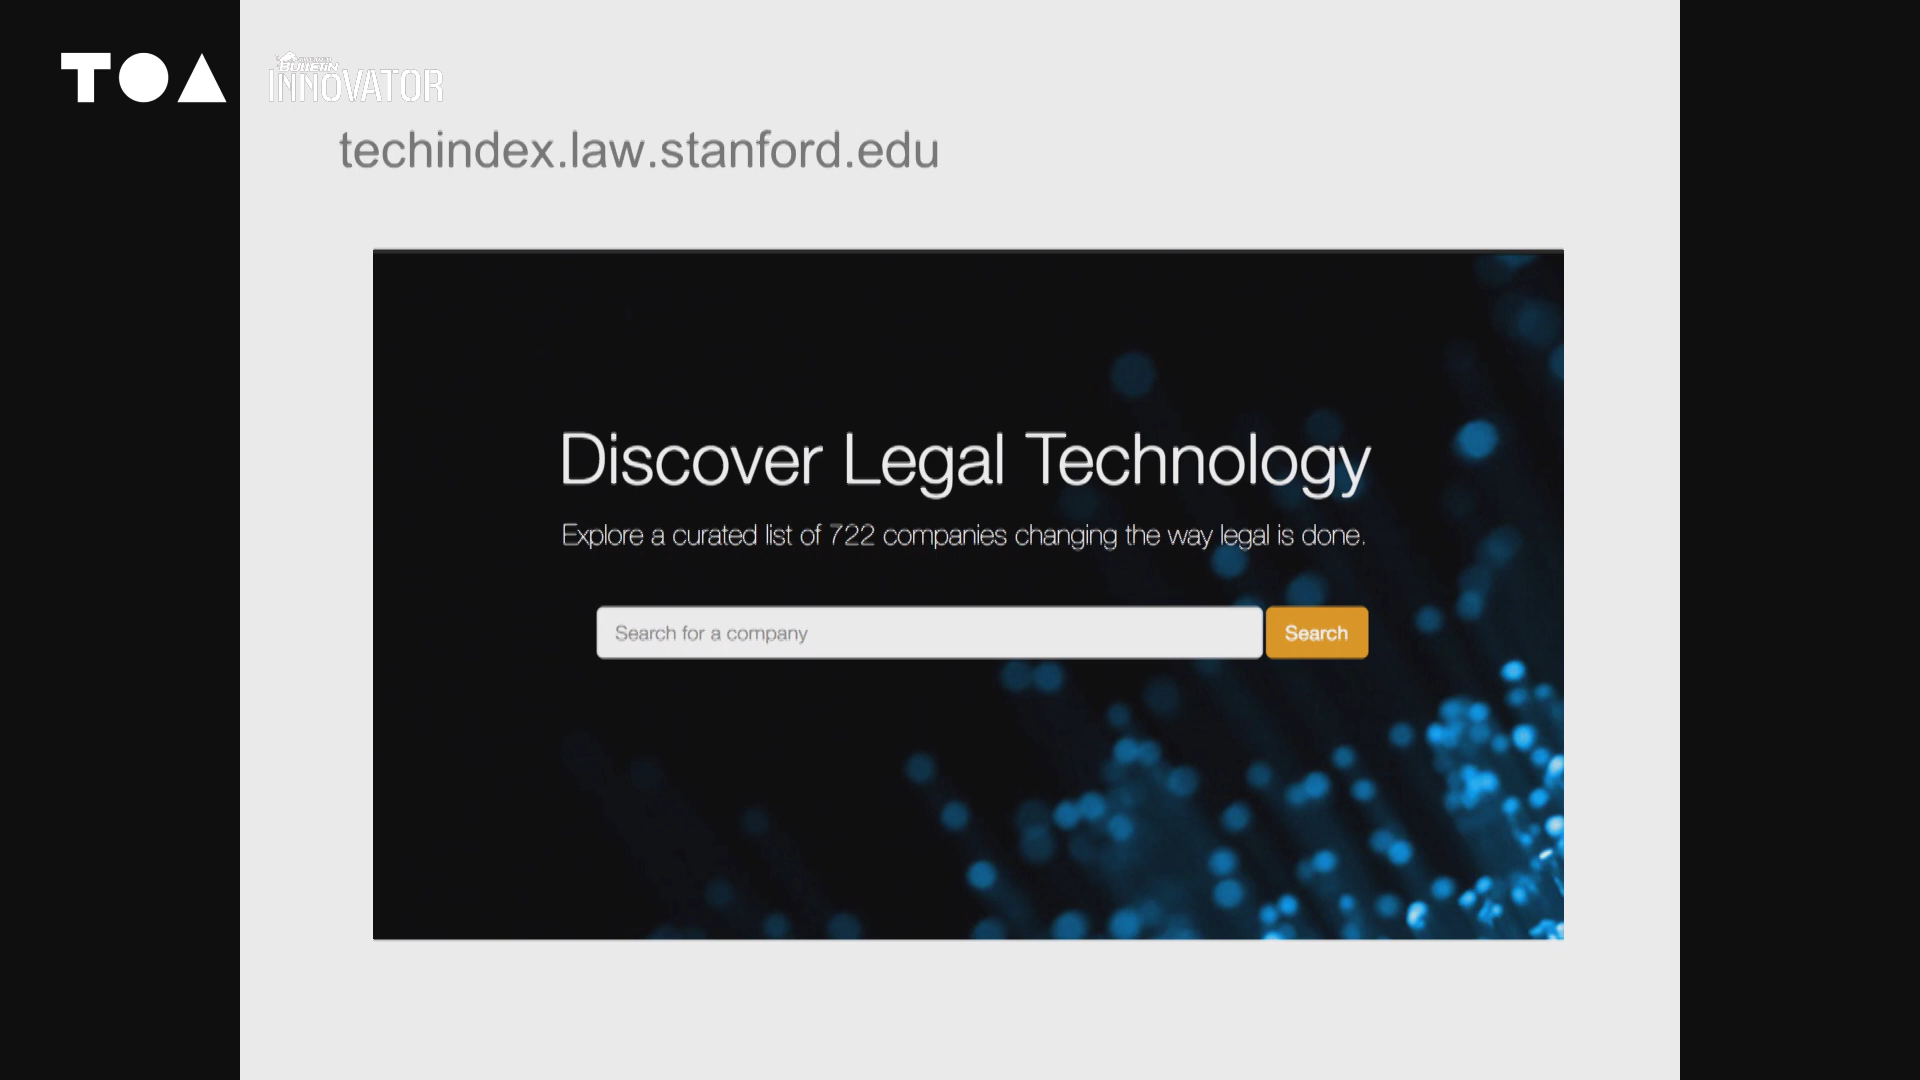 TOA
BULLETIN
INNOVATOR
techindex.law.stanford.edu
Discover Legal Technology
Explore a curated list of 722 companies changing the way legal is done.
Search for a company
Search